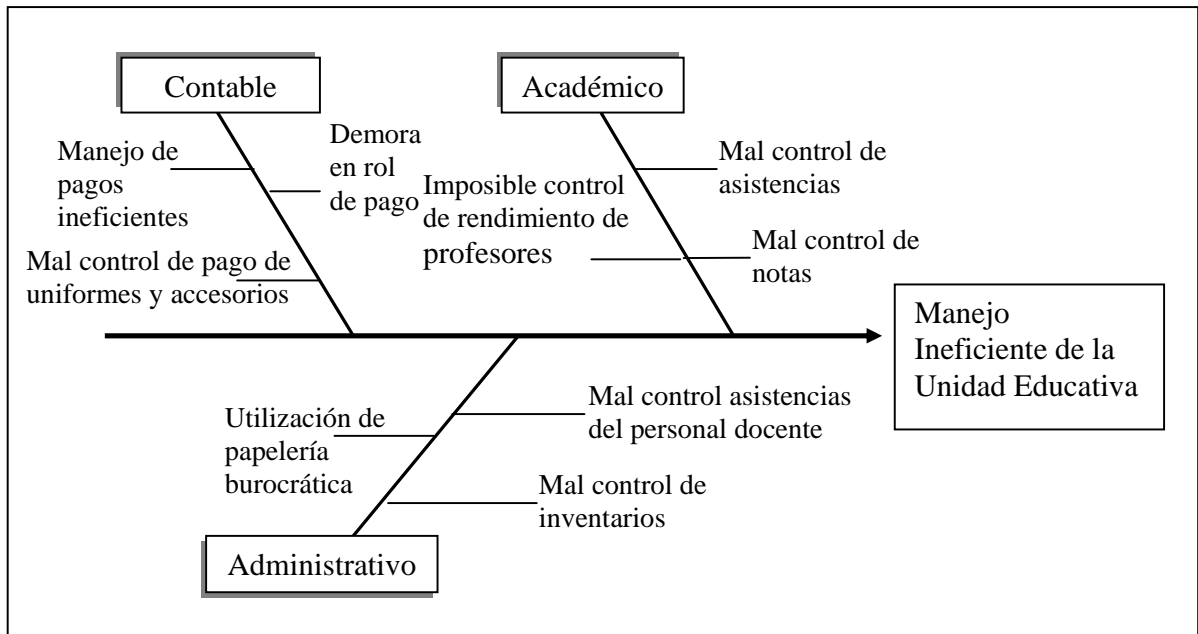 Contable
Académico
Manejo de
pagos
ineficientes
Demora
en rol
de pago
Mal control de pago de
uniformes y accesorios
Imposible control
de rendimiento de
profesores
Mal control de
asistencias
Mal control de
notas
Manejo
Ineficiente de la
Unidad Educativa
Utilización de
papelería
burocrática
Mal control asistencias
del personal docente
Mal control de
inventarios
Administrativo